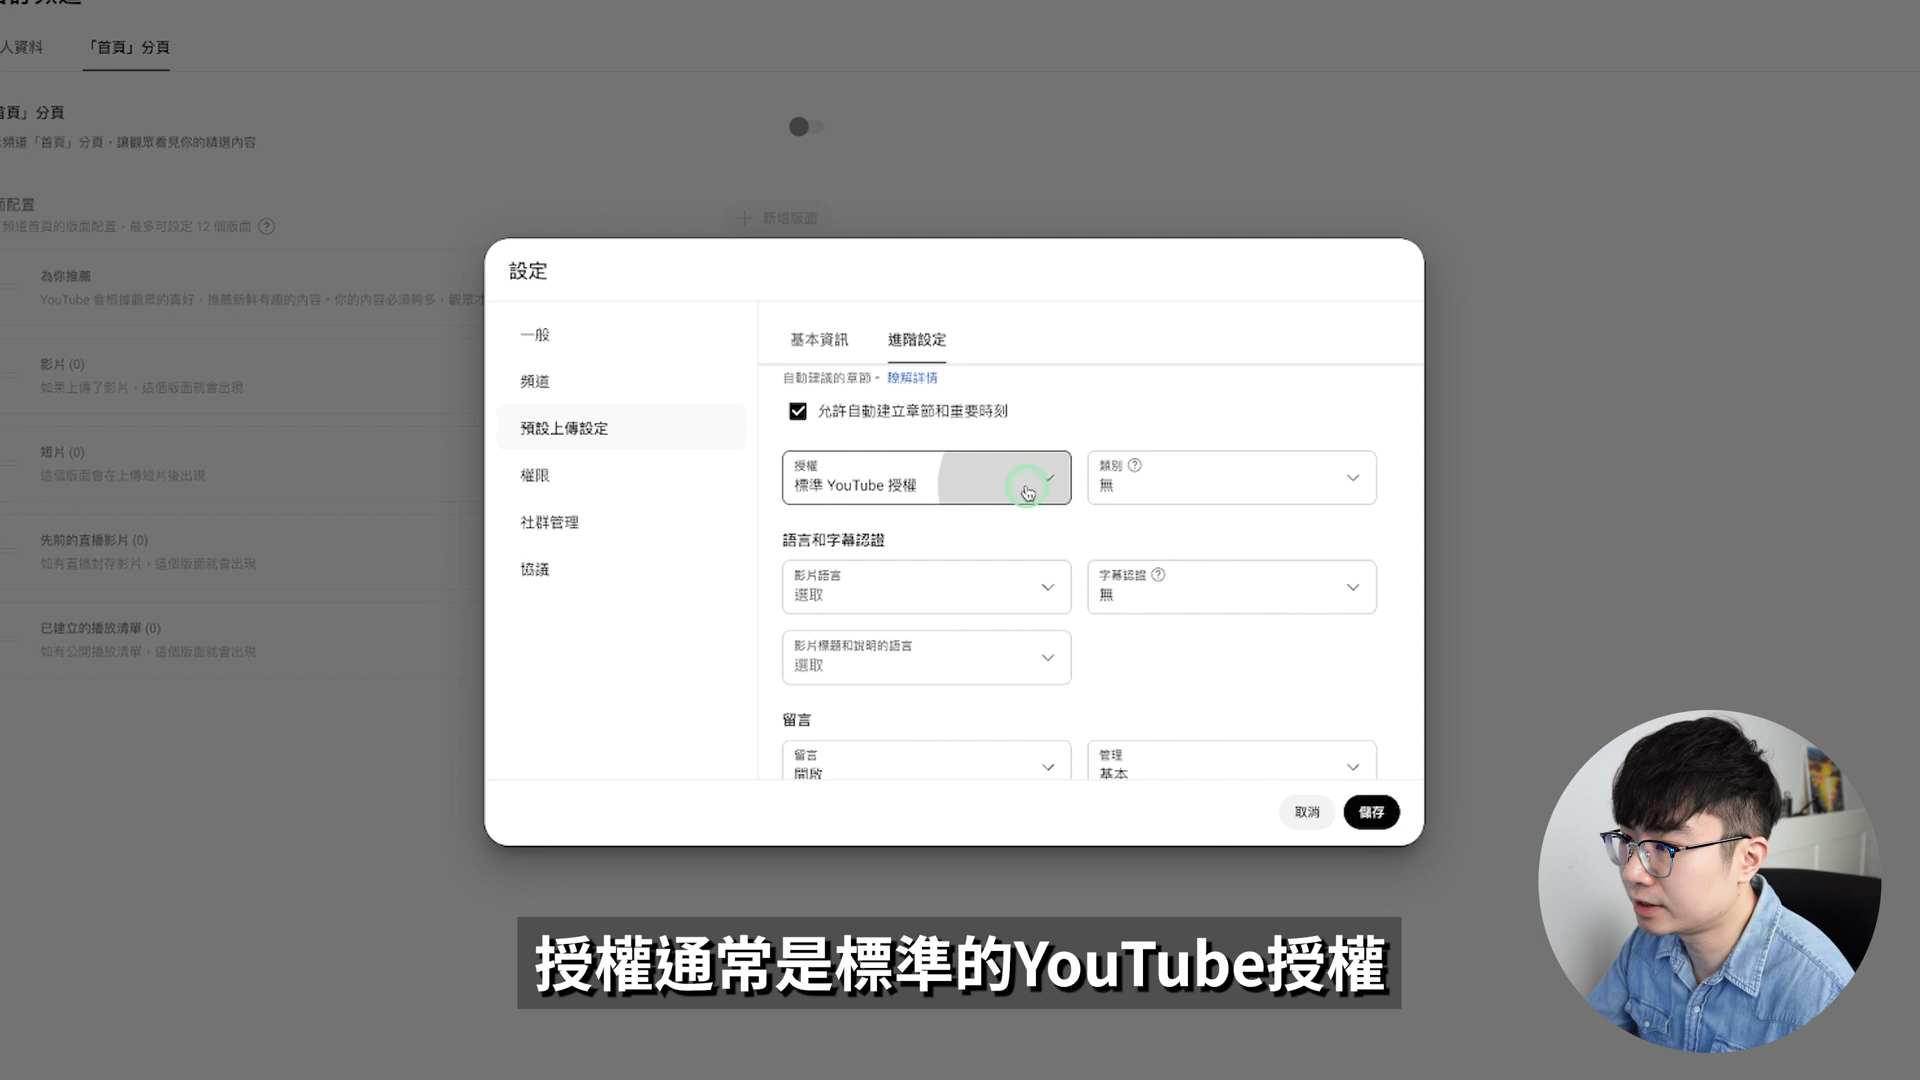 人資料
「首頁」分頁
首頁」分頁
頻道「首頁」分頁，讓觀眾看見你的精選內容
面配置
頻道首頁的版面配置，最多可設定 12 個版面
新增版面
為你推薦
YouTube 會根據觀眾的喜好，推薦新鮮有趣的內容。你的內容必須夠多，觀眾才
影片 (0)
如果上傳了影片，這個版面就會出現
短片 (0)
這個版面會在上傳短片後出現
先前的直播影片 (0)
如有直播封存影片，這個版面就會出現
已建立的播放清單 (0)
如有公開播放清單，這個版面就會出現
設定
一般
頻道
預設上傳設定
權限
社群管理
協議
基本資訊
進階設定
自動建議的章節。 瞭解詳情
允許自動建立章節和重要時刻
授權
標準 YouTube 授權
類別
無
語言和字幕認證
影片語言
選取
字幕認證
無
影片標題和說明的語言
選取
留言
留言
開啟
管理
基本
取消
儲存
授權通常是標準的YouTube授權